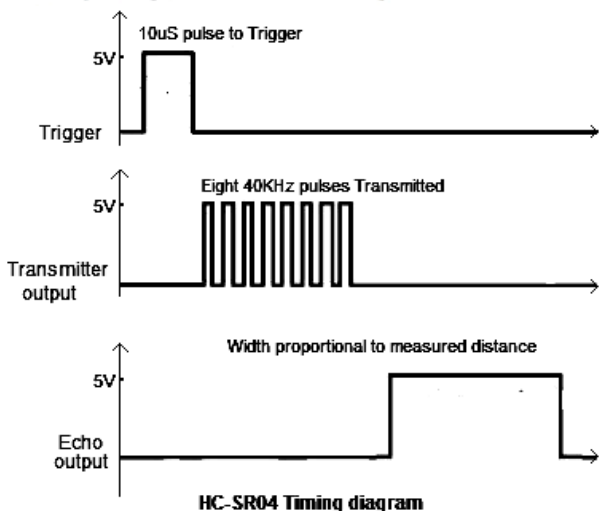 10uS pulse to Trigger
5V
Trigger
Eight 40KHz pulses Transmitted
5V
Transmitter
output
Width proportional to measured distance
5V
Echo
output
HC-SR04 Timing diagram